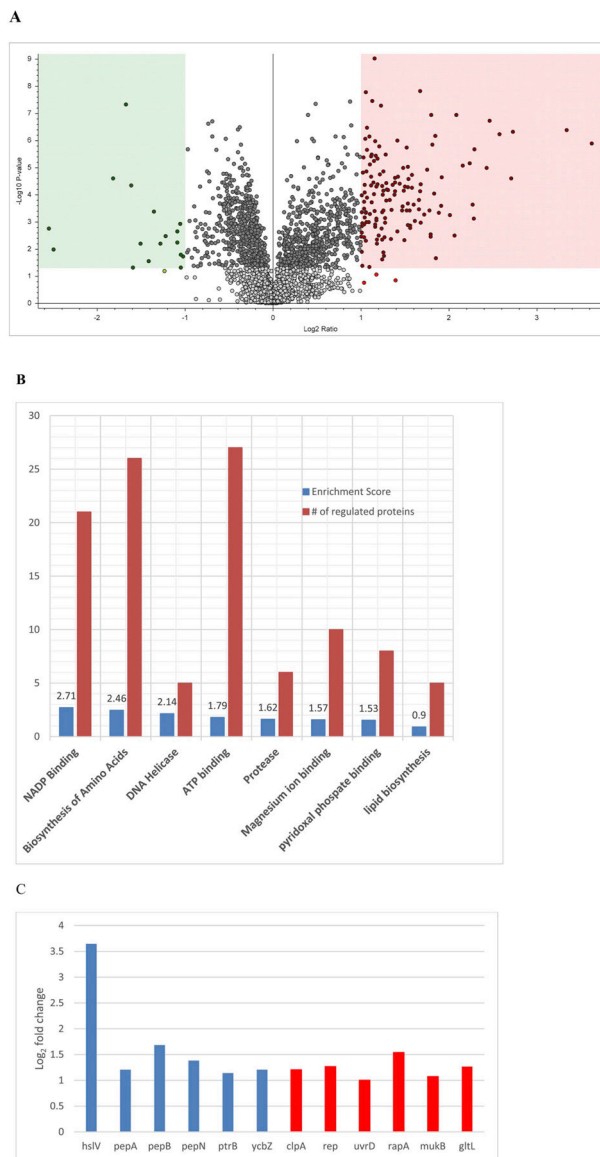 A
9
8
7
6
5
4
3
2
1
0
-Log10 P-value
-2
-1
0
1
2
3
Log2 Ratio
B
30
25
20
15
10
5
0
Enrichment Score
# of regulated proteins
2.71
2.46
2.14
1.79
1.62
1.57
1.53
0.9
NADP Binding
Biosynthesis of Amino Acids
DNA Helicase
ATP binding
Protease
Magnesium ion binding
pyridoxal phospate binding
lipid biosynthesis
C
4
3.5
3
2.5
2
1.5
1
0.5
0
Log2 fold change
hslV pepA pepB pepN ptrB ycbZ clpA rep uvrD rapA mukB gltL